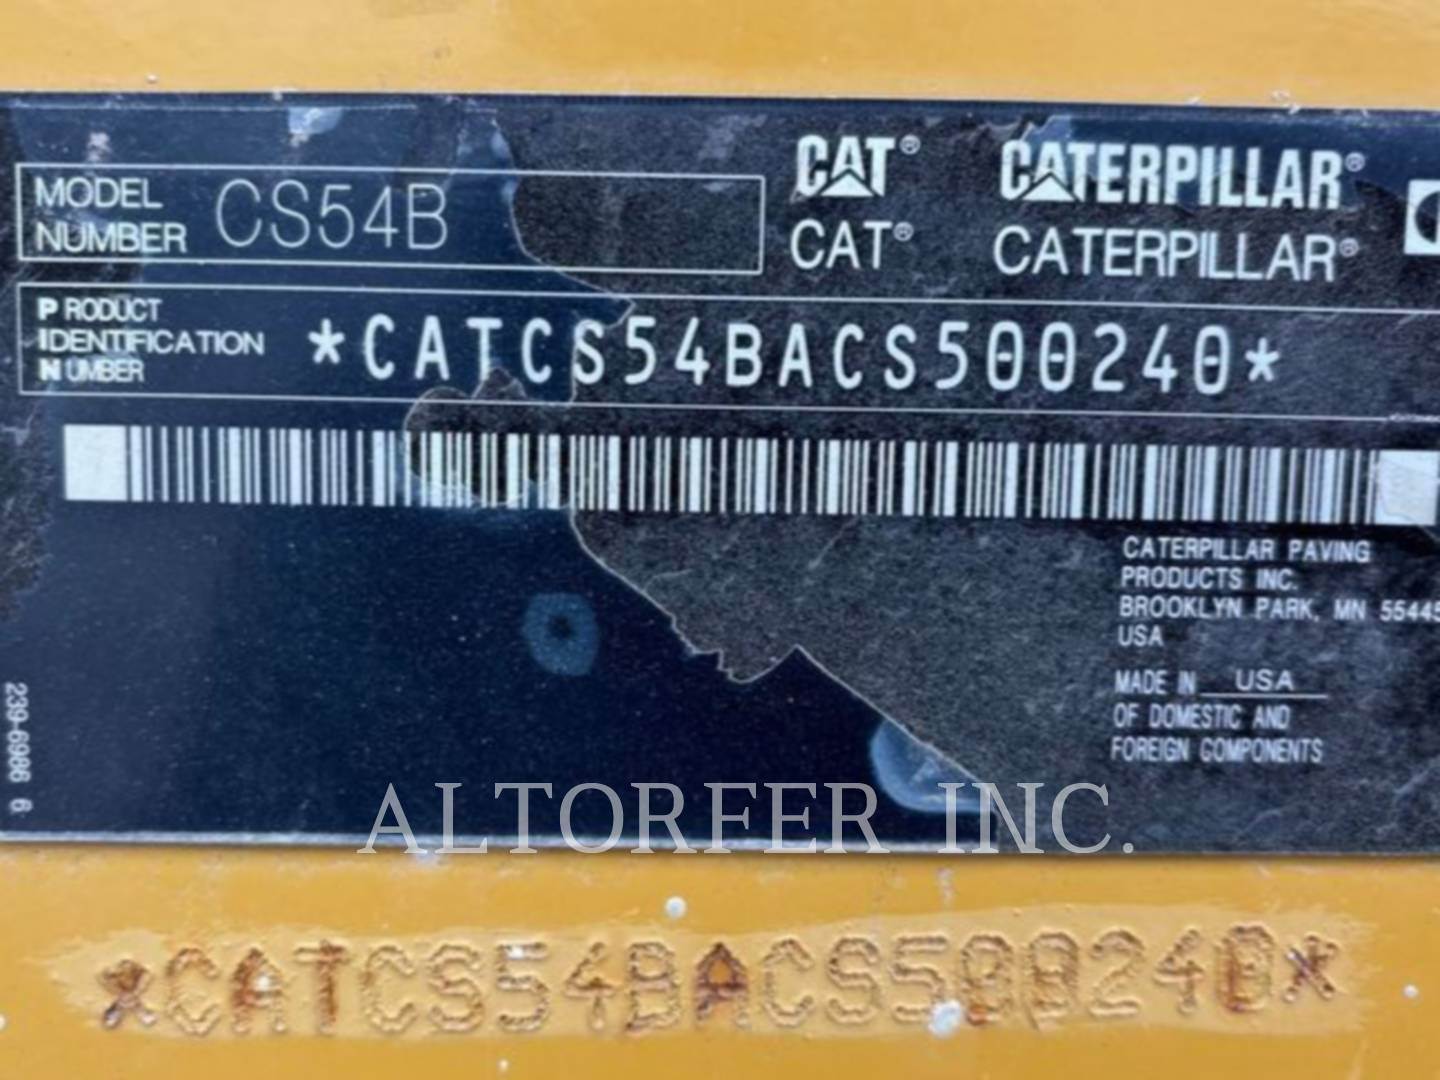 CAT® CATERPILLAR®
MODEL
NUMBER CS54B
CAT® CATERPILLAR®
PRODUCT
IDENTIFICATION
NUMBER
*CATCS54BACS500240*
CATERPILLAR PAVING
PRODUCTS INC.
BROOKLYN PARK, MN 55445
USA
MADE IN USA
OF DOMESTIC AND
FOREIGN COMPONENTS
239-6986 6
ALTORFER INC.
*CATCS54BACS500240*